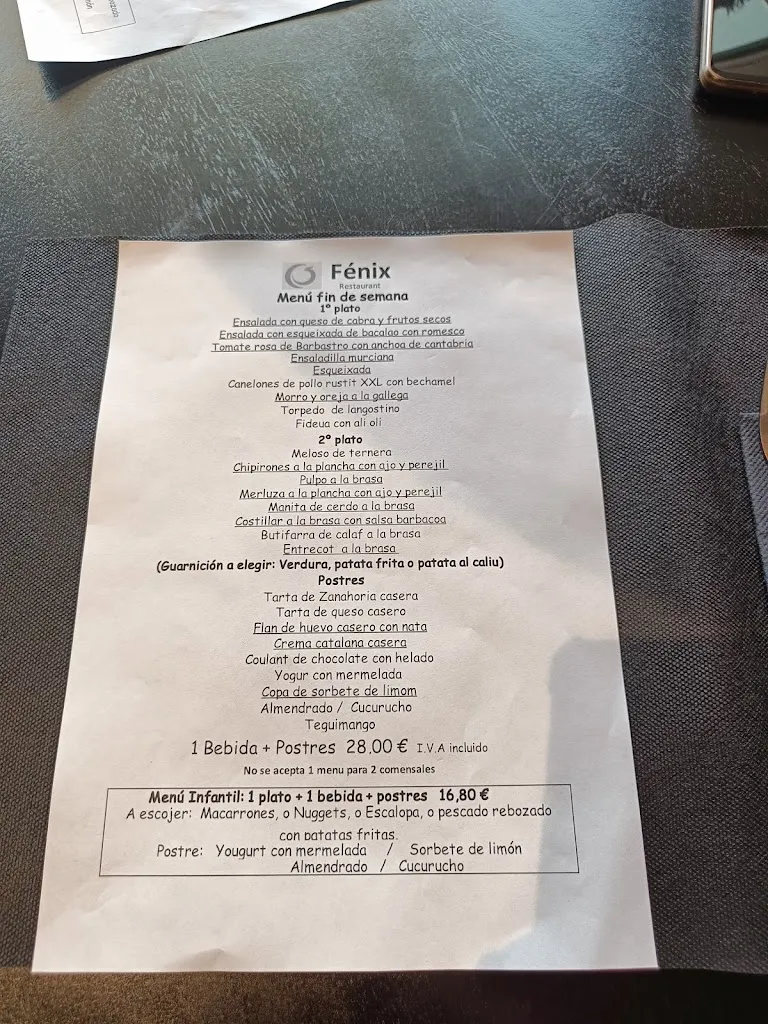 Fénix
Restaurant
Menú fin de semana
1º plato
Ensalada con queso de cabra y frutos secos
Ensalada con esqueixada de bacalao con romesco
Tomate rosa de Barbastro con anchoa de cantabria
Ensaladilla murciana
Esqueixada
Canelones de pollo rustit XXL con bechamel
Morro y oreja a la gallega
Torpedo de langostino
Fideua con ali oli
2º plato
Meloso de ternera
Chipirones a la plancha con ajo y perejil
Pulpo a la brasa
Merluza a la plancha con ajo y perejil
Manita de cerdo a la brasa
Costillar a la brasa con salsa barbacoa
Butifarra de calaf a la brasa
Entrecot a la brasa
(Guarnición a elegir: Verdura, patata frita o patata al caliu)
Postres
Tarta de Zanahoria casera
Tarta de queso casero
Flan de huevo casero con nata
Crema catalana casera
Coulant de chocolate con helado
Yogur con mermelada
Copa de sorbete de limom
Almendrado / Cucurucho
Tequimango
1 Bebida + Postres 28,00 € I.V.A incluido
No se acepta 1 menu para 2 comensales
Menú Infantil: 1 plato + 1 bebida + postres 16,80 €
A escojer: Macarrones, o Nuggets, o Escalopa, o pescado rebozado
con patatas fritas.
Postre: Yougurt con mermelada / Sorbete de limón
Almendrado / Cucurucho